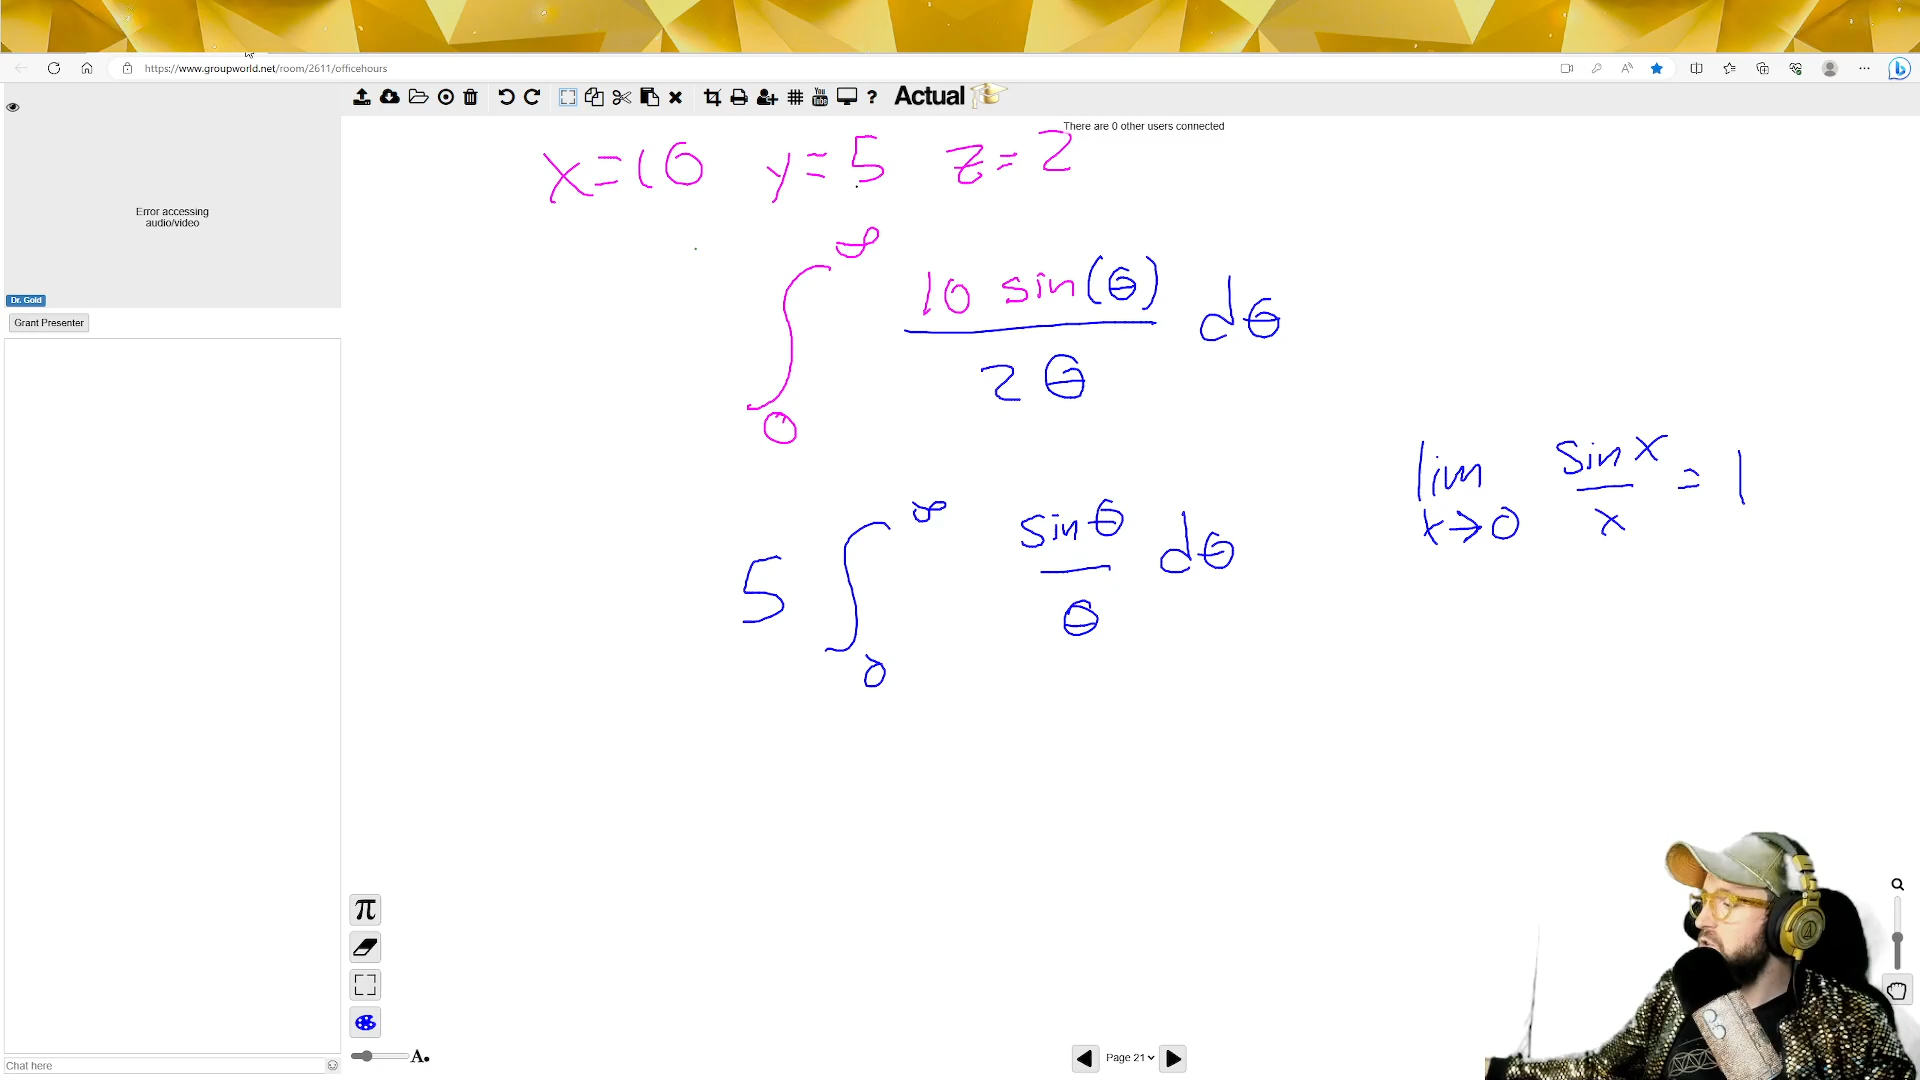 https://www.groupworld.net/room/2611/officehours
Actual
There are 0 other users connected
Error accessing
audio/video
Dr. Gold
Grant Presenter
x=10 y=5 z=2
∫₀^∞ 10 sin(θ) / 2θ dθ
5 ∫₀^∞ sin θ / θ dθ
lim x→0 sin x / x = 1
π
A.
Page 21
Chat here